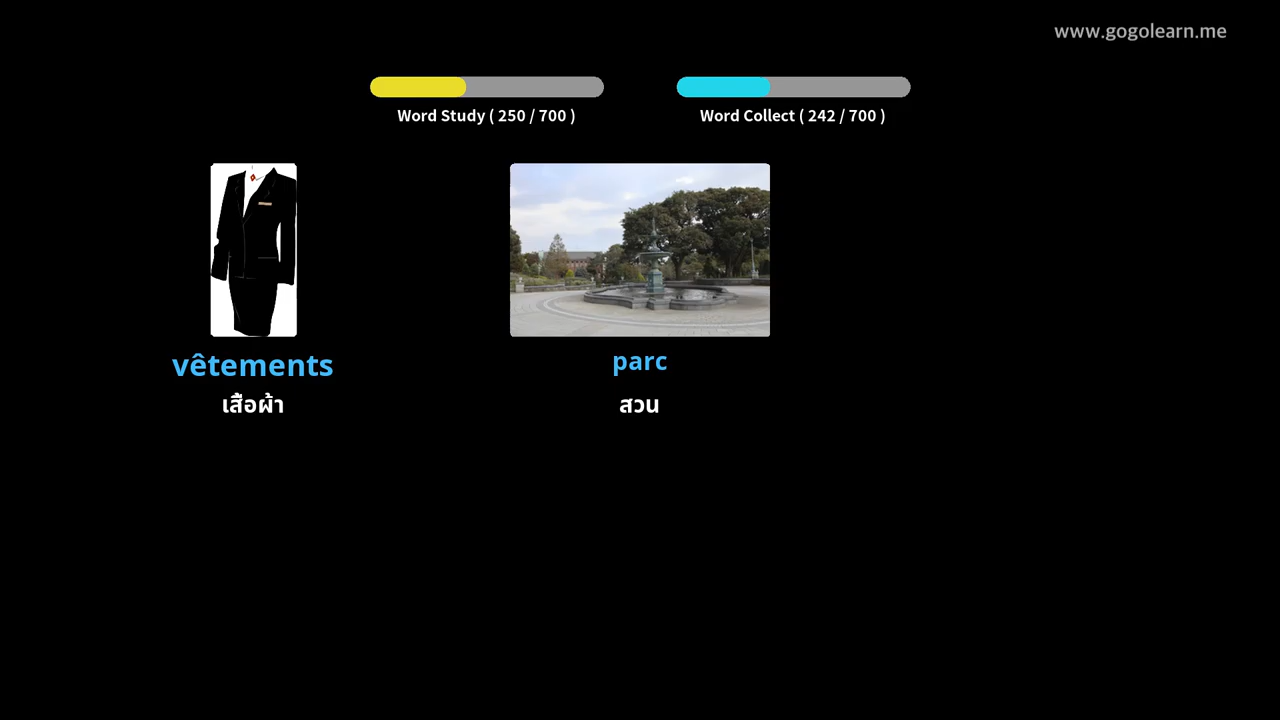 www.gogolearn.me
Word Study ( 250 / 700 )
Word Collect ( 242 / 700 )
vêtements
parc
เสื้อผ้า
สวน